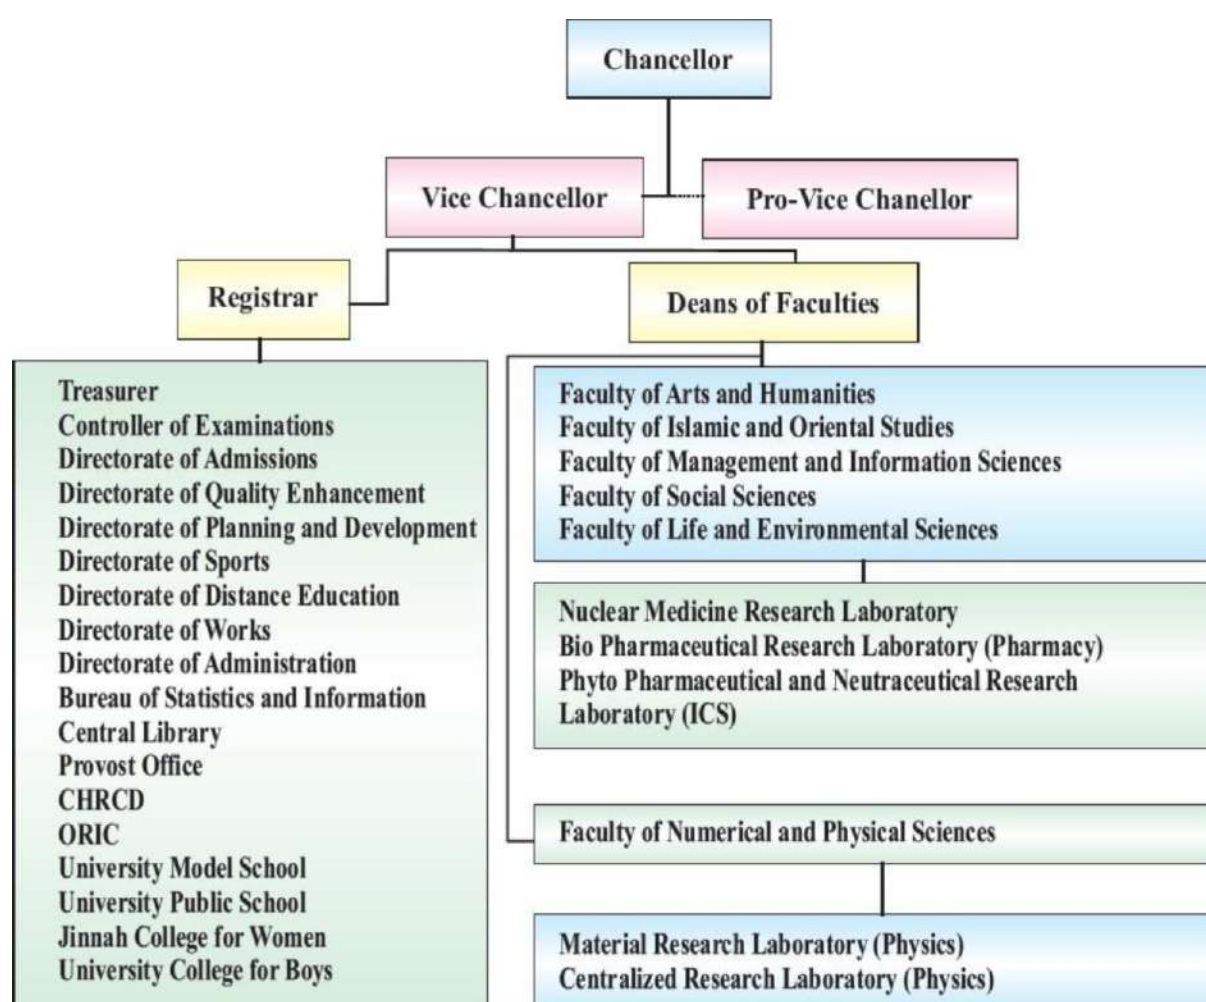 Chancellor
Vice Chancellor
Pro-Vice Chanellor
Registrar
Deans of Faculties
Treasurer
Controller of Examinations
Directorate of Admissions
Directorate of Quality Enhancement
Directorate of Planning and Development
Directorate of Sports
Directorate of Distance Education
Directorate of Works
Directorate of Administration
Bureau of Statistics and Information
Central Library
Provost Office
CHRCD
ORIC
University Model School
University Public School
Jinnah College for Women
University College for Boys
Faculty of Arts and Humanities
Faculty of Islamic and Oriental Studies
Faculty of Management and Information Sciences
Faculty of Social Sciences
Faculty of Life and Environmental Sciences
Nuclear Medicine Research Laboratory
Bio Pharmaceutical Research Laboratory (Pharmacy)
Phyto Pharmaceutical and Neutraceutical Research
Laboratory (ICS)
Faculty of Numerical and Physical Sciences
Material Research Laboratory (Physics)
Centralized Research Laboratory (Physics)